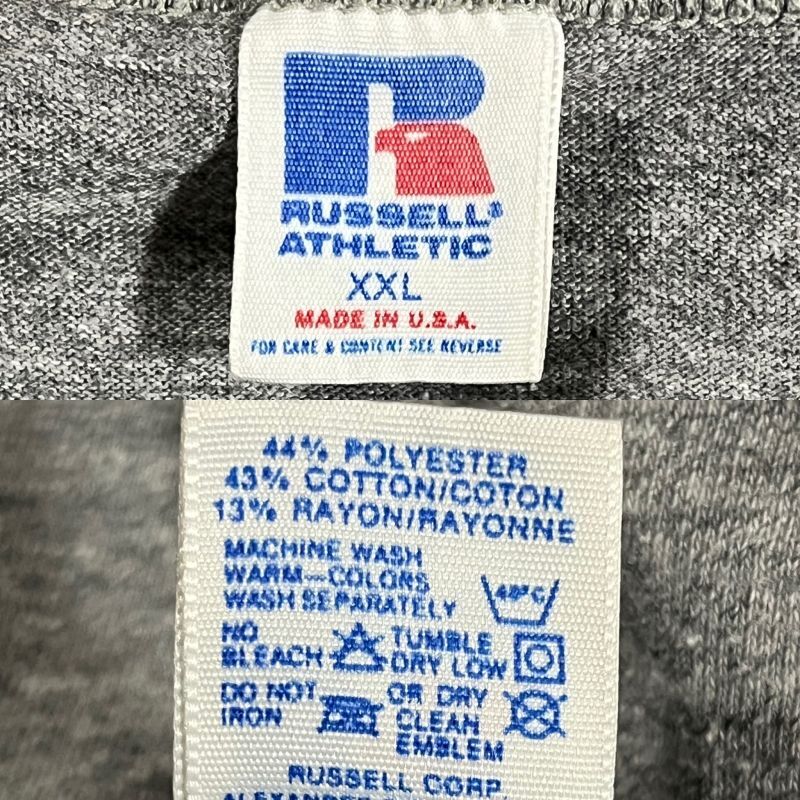 RUSSELL®
ATHLETIC
XXL
MADE IN U.S.A.
FOR CARE & CONTENT SEE REVERSE
44% POLYESTER
43% COTTON/COTON
13% RAYON/RAYONNE
MACHINE WASH
WARM—COLORS
WASH SEPARATELY
40°C
NO
BLEACH
TUMBLE
DRY LOW
DO NOT
IRON
OR DRY
CLEAN
EMBLEM
RUSSELL CORP
ALEXANDER